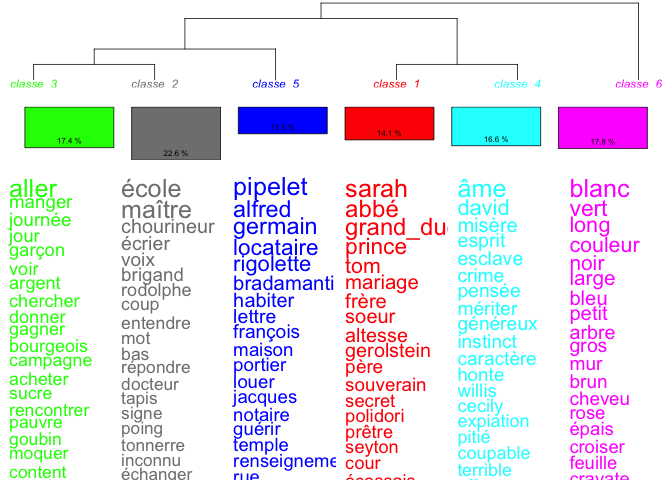 classe 3 classe 2 classe 5 classe 1 classe 4 classe 6
17.4 % 22.6 % 11.5 % 14.1 % 16.6 % 17.8 %
aller
manger
journée
jour
garçon
voir
argent
chercher
donner
gagner
bourgeois
campagne
acheter
sucre
rencontrer
pauvre
goubin
moquer
content
école
maître
chourineur
écrier
voix
brigand
rodolphe
coup
entendre
mot
bas
répondre
docteur
tapis
signe
poing
tonnerre
inconnu
échanger
pipelet
alfred
germain
locataire
rigolette
bradamanti
habiter
lettre
françois
maison
portier
louer
jacques
notaire
guérir
temple
renseigneme
rue
sarah
abbé
grand_du
prince
tom
mariage
frère
soeur
altesse
gerolstein
père
souverain
secret
polidori
prêtre
seyton
cour
écossais
âme
david
misère
esprit
esclave
crime
pensée
mériter
généreux
instinct
caractère
honte
willis
cecily
expiation
pitié
coupable
terrible
blanc
vert
long
couleur
noir
large
bleu
petit
arbre
gros
mur
brun
cheveu
rose
épais
croiser
feuille
cravate